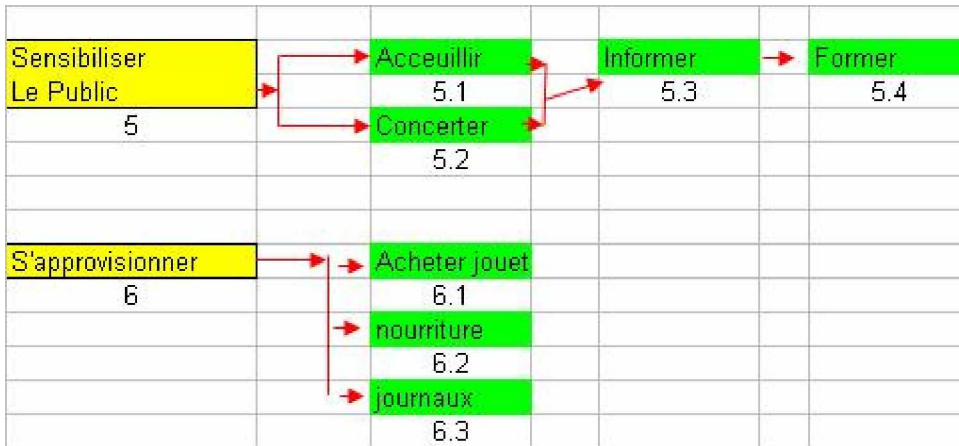 Sensibiliser
Le Public
5
Acceuillir
5.1
Concerter
5.2
Informer
5.3
Former
5.4
S'approvisionner
6
Acheter jouet
6.1
nourriture
6.2
journaux
6.3